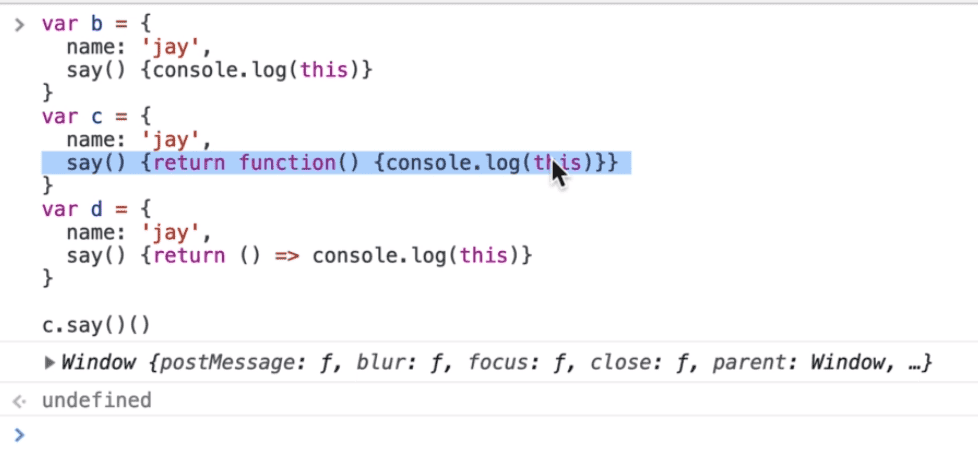 > var b = {
name: 'jay',
say() {console.log(this)}
}
var c = {
name: 'jay',
say() {return function() {console.log(this)}}
}
var d = {
name: 'jay',
say() {return () => console.log(this)}
}
c.say()()
▶Window {postMessage: ƒ, blur: ƒ, focus: ƒ, close: ƒ, parent: Window, …}
undefined
>